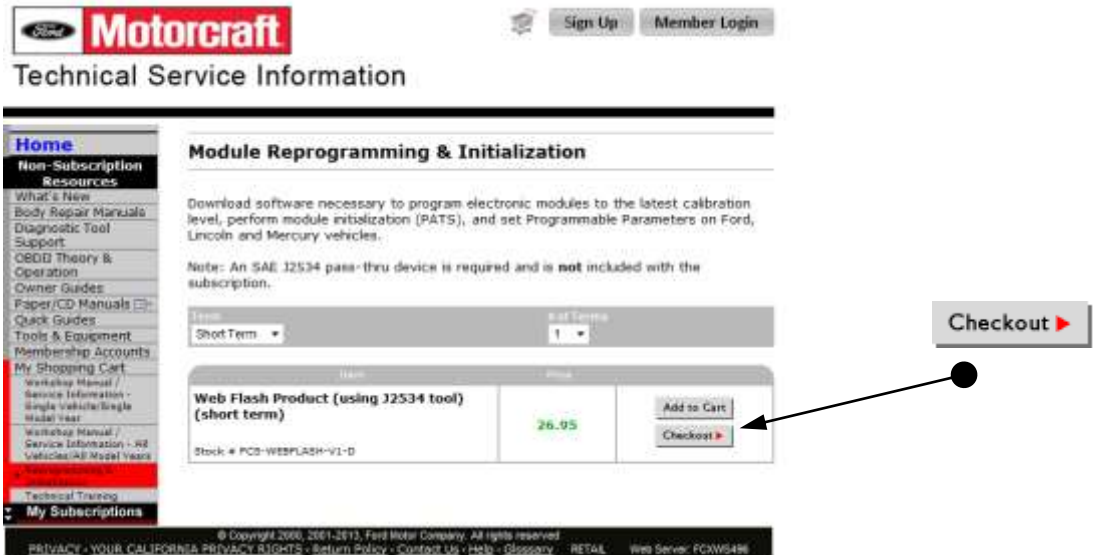 Ford Motorcraft
Sign Up
Member Login
Technical Service Information
Home
Non-Subscription
Resources
What's New
Body Repair Manuals
Diagnostic Tool
Support
OBDII Theory &
Operation
Owner Guides
Paper/CD Manuals
Quick Guides
Tools & Equipment
Membership Accounts
My Shopping Cart
Workshop Manual /
Service Information -
Single Vehicle/Single
Model Year
Workshop Manual /
Service Information - All
Vehicles/All Model Years
Reprogramming &
Initialization
Technical Training
My Subscriptions
Module Reprogramming & Initialization
Download software necessary to program electronic modules to the latest calibration
level, perform module initialization (PATS), and set Programmable Parameters on Ford,
Lincoln and Mercury vehicles.
Note: An SAE J2534 pass-thru device is required and is not included with the
subscription.
Term
# of Terms
Short Term
1
Item
Price
Web Flash Product (using J2534 tool)
(short term)
Stock # FCS-WEBFLASH-V1-D
26.95
Add to Cart
Checkout
Checkout
© Copyright 2000, 2001-2013, Ford Motor Company. All rights reserved
PRIVACY - YOUR CALIFORNIA PRIVACY RIGHTS - Return Policy - Contact Us - Help - Glossary RETAIL Web Server: FCXWS496